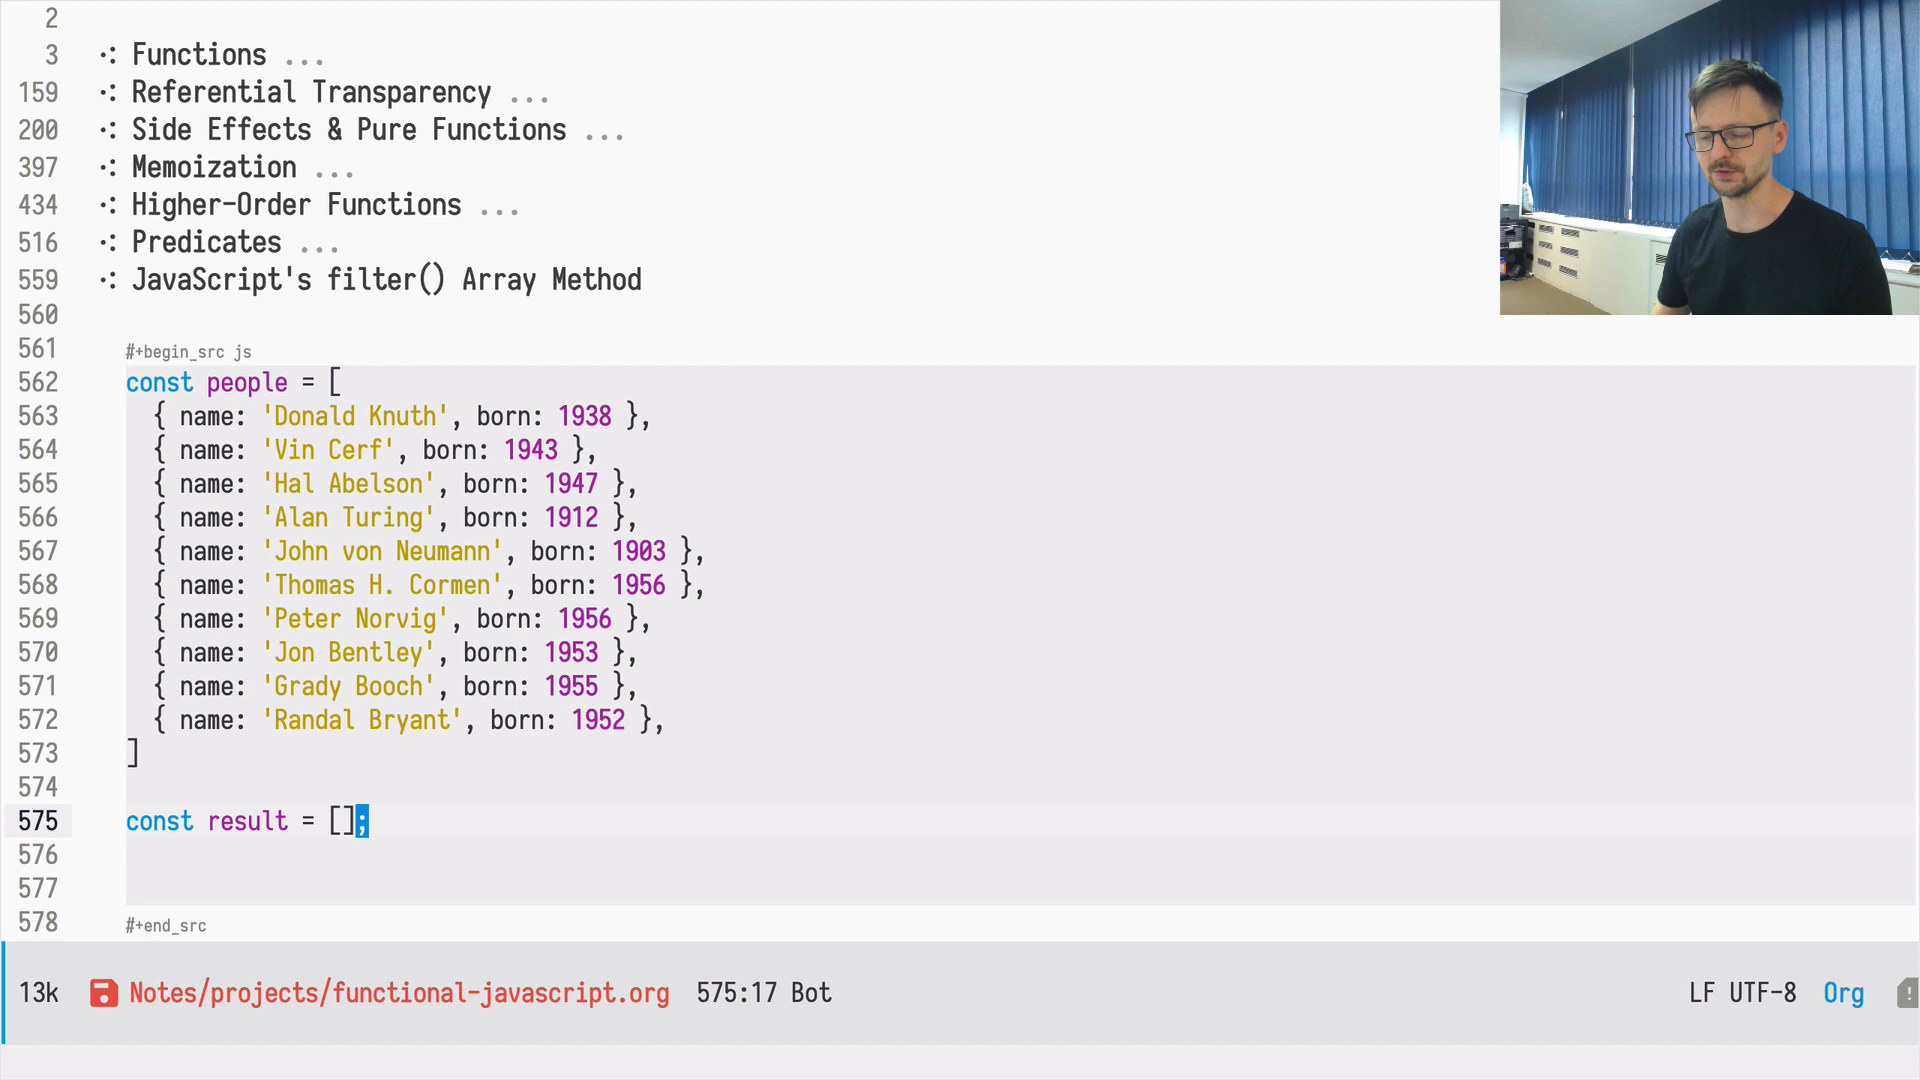 2
3 Functions ...
159 Referential Transparency ...
200 Side Effects & Pure Functions ...
397 Memoization ...
434 Higher-Order Functions ...
516 Predicates ...
559 JavaScript's filter() Array Method
560
561 #+begin_src js
562 const people = [
563 { name: 'Donald Knuth', born: 1938 },
564 { name: 'Vin Cerf', born: 1943 },
565 { name: 'Hal Abelson', born: 1947 },
566 { name: 'Alan Turing', born: 1912 },
567 { name: 'John von Neumann', born: 1903 },
568 { name: 'Thomas H. Cormen', born: 1956 },
569 { name: 'Peter Norvig', born: 1956 },
570 { name: 'Jon Bentley', born: 1953 },
571 { name: 'Grady Booch', born: 1955 },
572 { name: 'Randal Bryant', born: 1952 },
573 ]
574
575 const result = [];
576
577
578 #+end_src
13k Notes/projects/functional-javascript.org 575:17 Bot LF UTF-8 Org